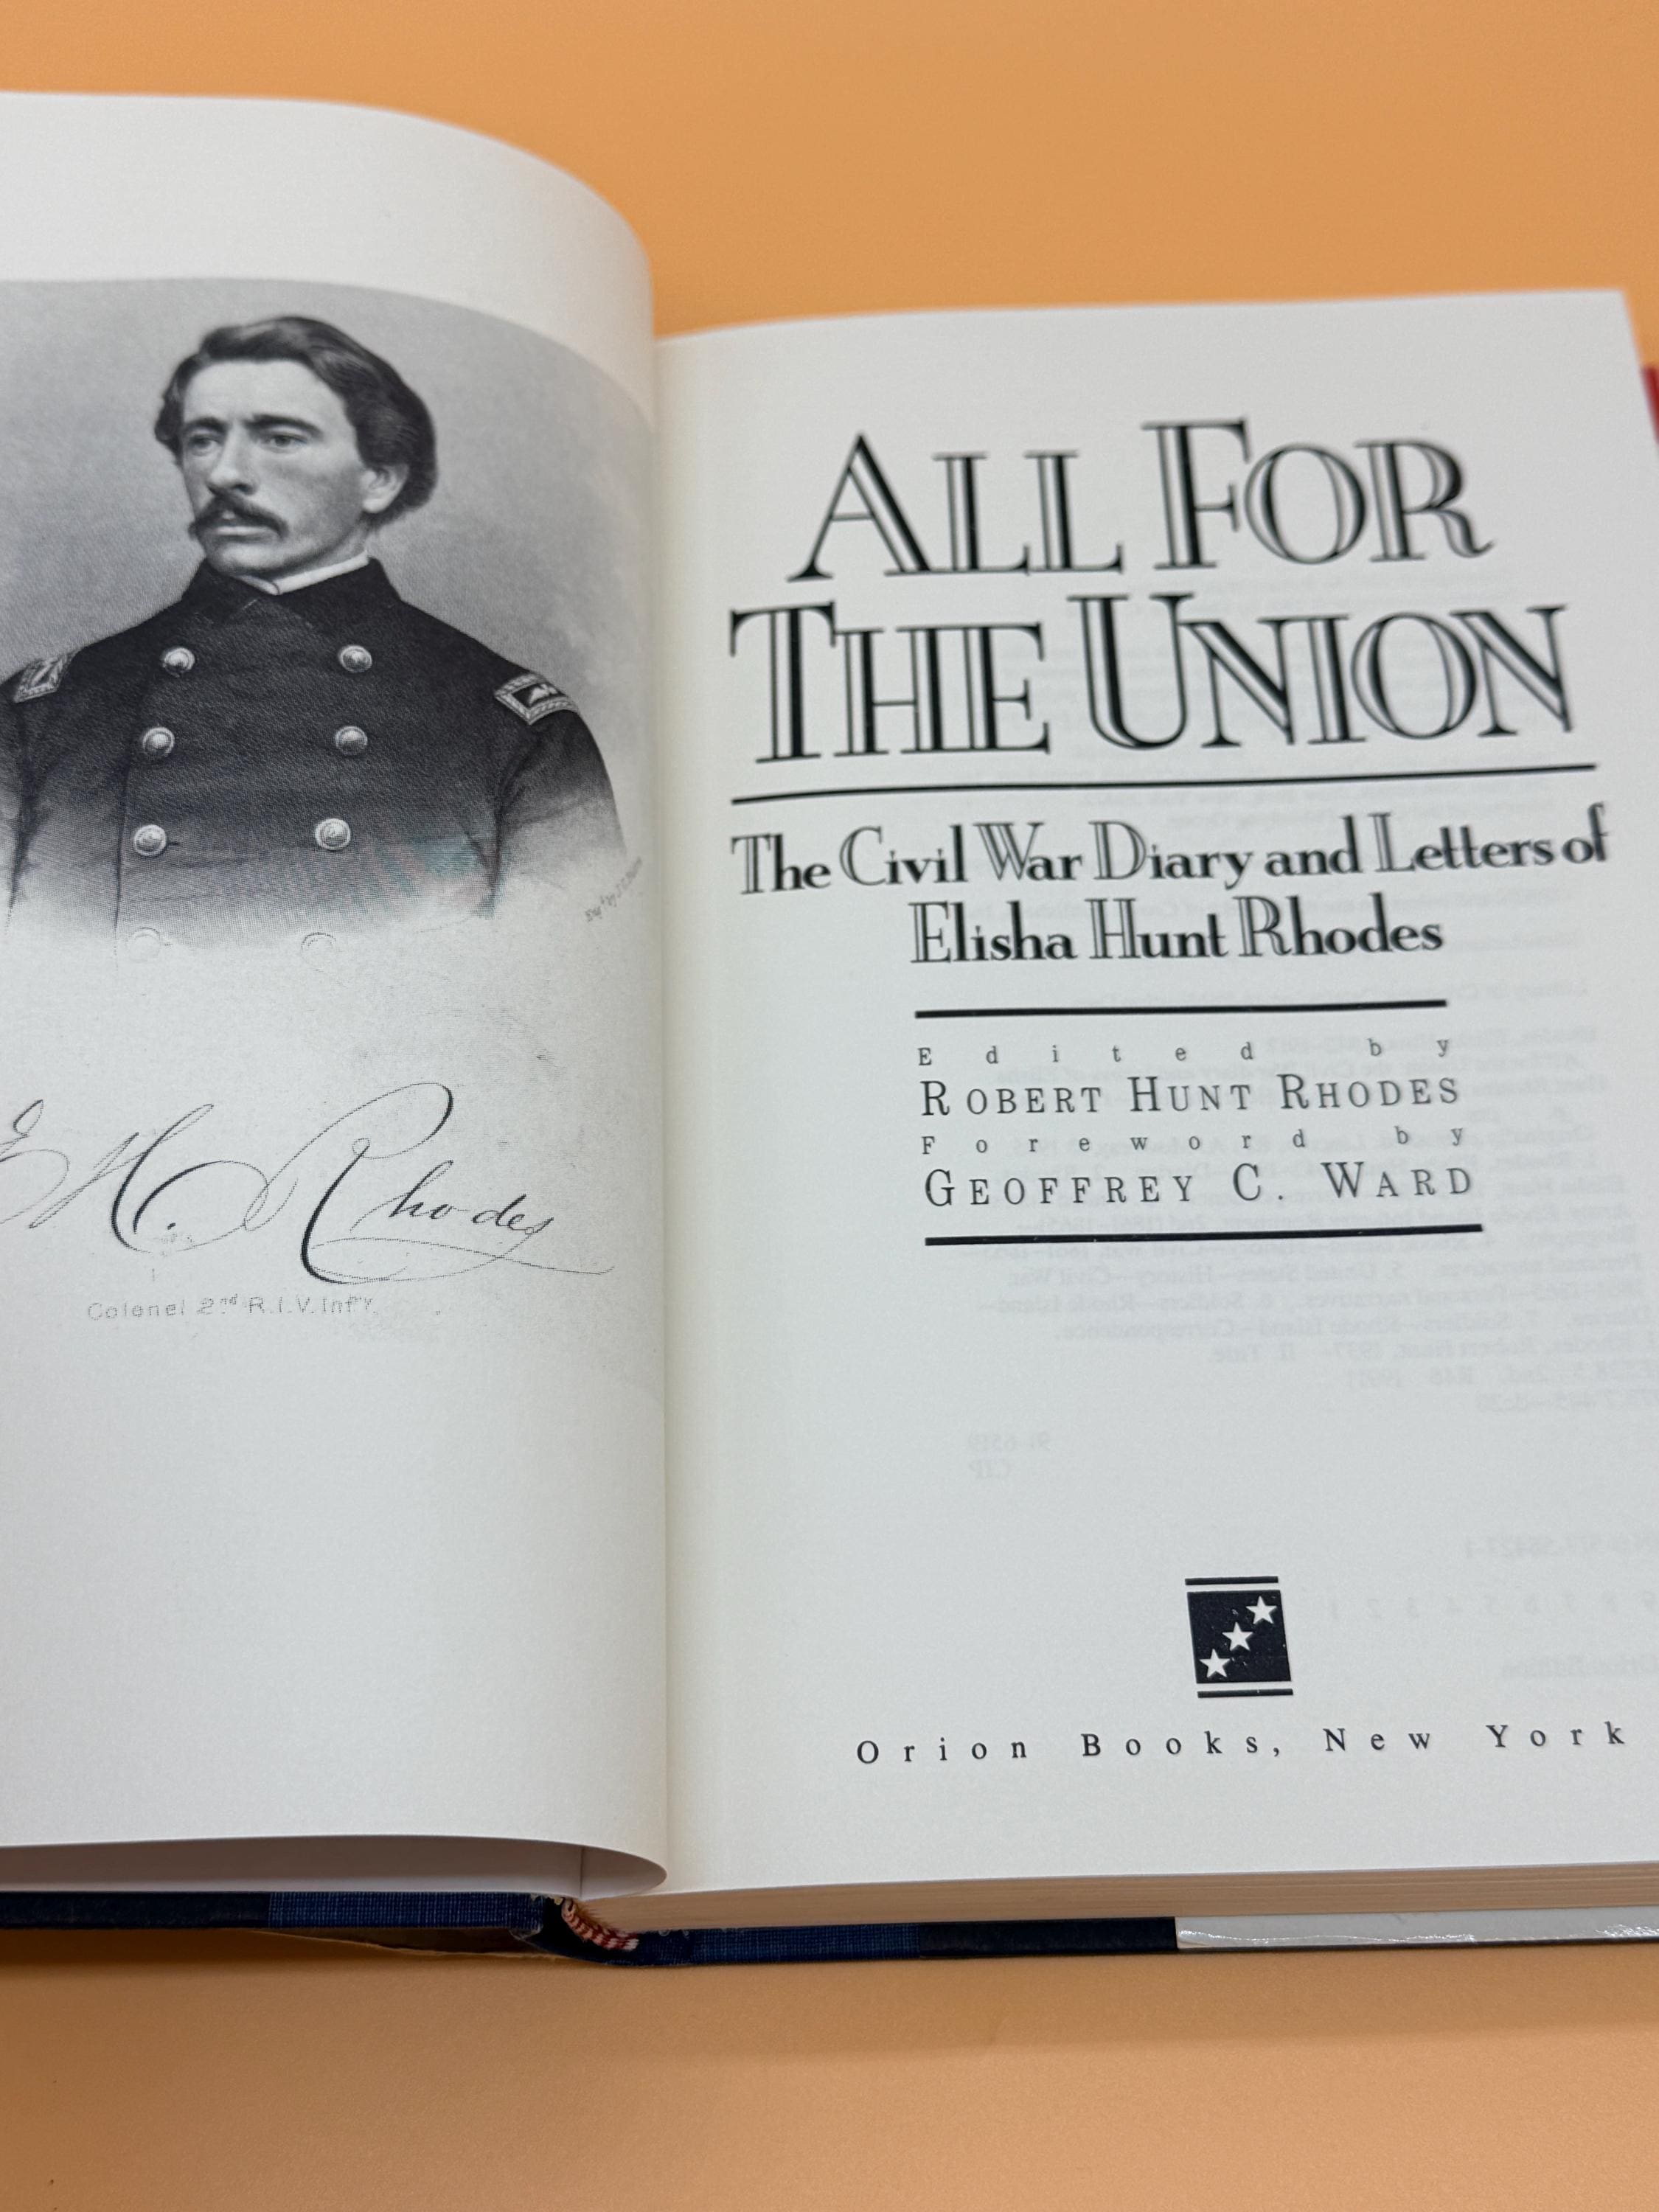 E H. Rhodes
Colonel 2nd R.I.V. Inf'y.
ALL FOR
THE UNION
The Civil War Diary and Letters of
Elisha Hunt Rhodes
Edited by
ROBERT HUNT RHODES
Foreword by
GEOFFREY C. WARD
Orion Books, New York